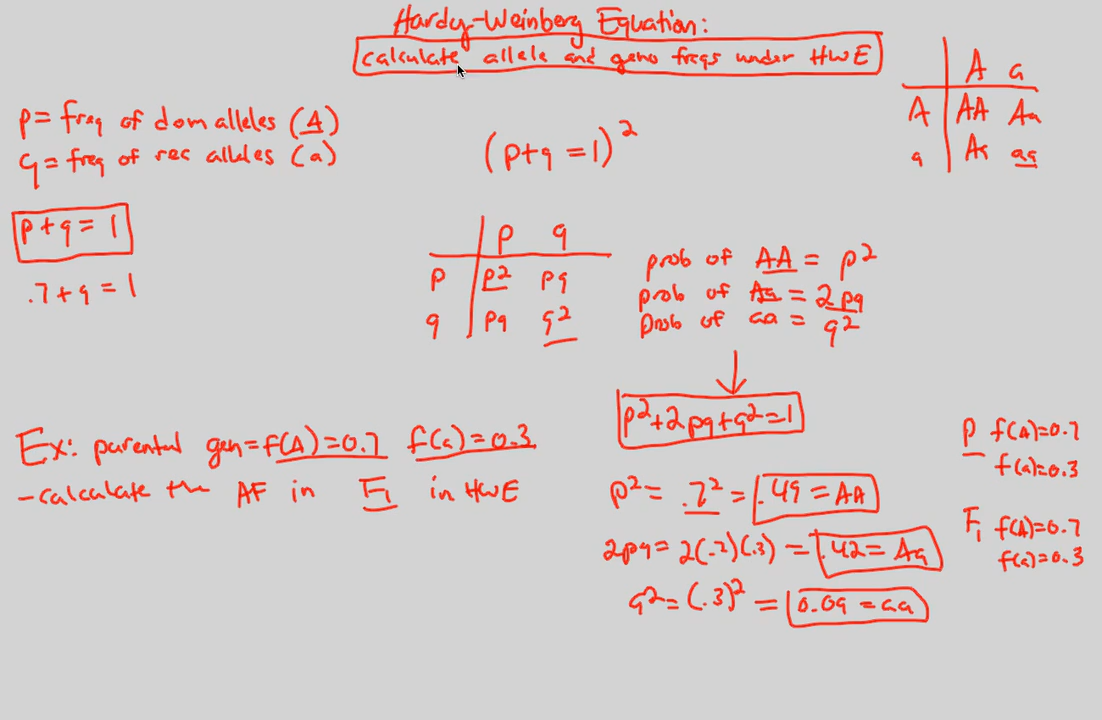 Hardy-Weinberg Equation:
calculate allele and geno freqs under HWE
A a
A AA Aa
a Aa aa
p = freq of dom alleles (A)
q = freq of rec alleles (a)
(p+q = 1)²
p+q = 1
.7+q = 1
p q
p p² pq
q pq q²
prob of AA = p²
prob of Aa = 2pq
prob of aa = q²
p²+2pq+q²=1
Ex: parental gen = f(A)=0.7 f(a)=0.3
-calculate the AF in F₁ in HWE
p² = .7² = .49 = AA
2pq = 2(.7)(.3) = .42 = Aa
q² = (.3)² = 0.09 = aa
P f(A)=0.7
f(a)=0.3
F₁ f(A)=0.7
f(a)=0.3